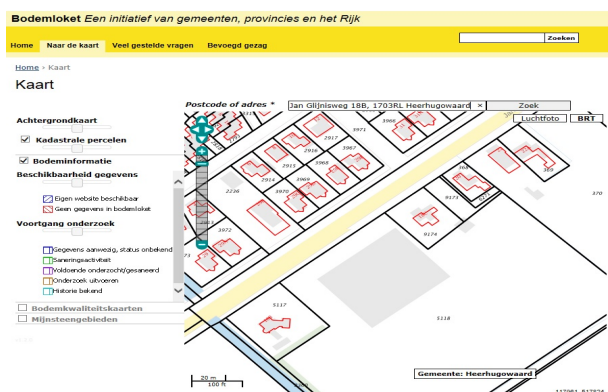 Bodemloket Een initiatief van gemeenten, provincies en het Rijk
Home Naar de kaart Veel gestelde vragen Bevoegd gezag
Zoeken
Home › Kaart
Kaart
Postcode of adres * Jan Glijnisweg 18B, 1703RL Heerhugowaard × Zoek
Luchtfoto BRT
Achtergrondkaart
Kadastrale percelen
Bodeminformatie
Beschikbaarheid gegevens
Eigen website beschikbaar
Geen gegevens in bodemloket
Voortgang onderzoek
Gegevens aanwezig, status onbekend
Saneringsactiviteit
Voldoende onderzocht/gesaneerd
Onderzoek uitvoeren
Historie bekend
Bodemkwaliteitskaarten
Mijnsteengebieden
3966
3971
2917
2916
3967
2915
3968
2914
3969
2236
3970
3972
369
370
9173
9174
5117
5118
20 m
100 ft
Gemeente: Heerhugowaard